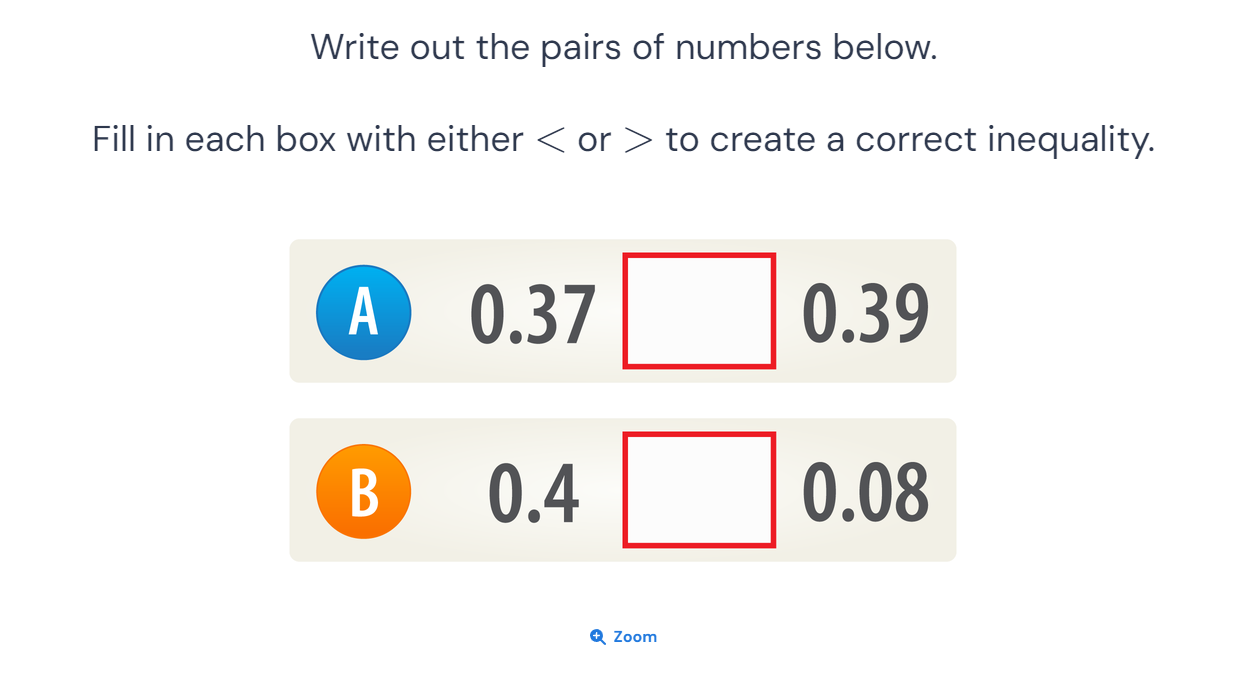 Write out the pairs of numbers below.
Fill in each box with either < or > to create a correct inequality.
A 0.37 0.39
B 0.4 0.08
Zoom